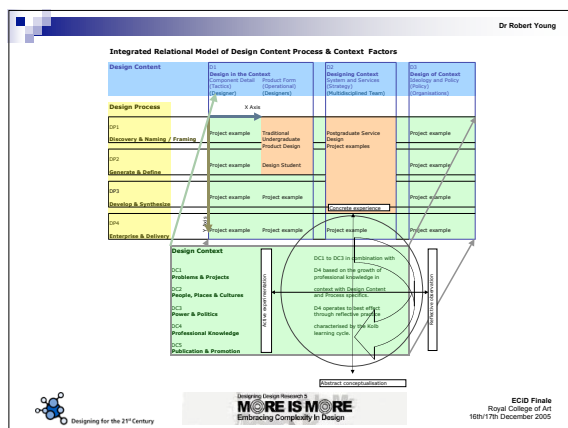 Dr Robert Young
Integrated Relational Model of Design Content Process & Context Factors
Design Content
D1
Design in the Context
Component Detail
(Tactics)
(Designer)
Product Form
(Operational)
(Designers)
D2
Designing Context
System and Services
(Strategy)
(Multidisciplined Team)
D3
Design of Context
Ideology and Policy
(Policy)
(Organisations)
Design Process
X Axis
DP1
Discovery & Naming / Framing
Project example
Traditional
Undergraduate
Product Design
Postgraduate Service
Design
Project examples
Project example
DP2
Generate & Define
Project example
Design Student
Project example
DP3
Develop & Synthesize
Project example
Project example
Project example
Concrete experience
DP4
Enterprise & Delivery
Y Axis
Project example
Project example
Project example
Project example
Design Context
DC1
Problems & Projects
DC2
People, Places & Cultures
DC3
Power & Politics
DC4
Professional Knowledge
DC5
Publication & Promotion
Active experimentation
DC1 to DC3 in combination with
D4 based on the growth of
professional knowledge in
context with Design Content
and Process specifics.
D4 operates to best effect
through reflective practice
characterised by the Kolb
learning cycle.
Reflective observation
Abstract conceptualisation
Designing for the 21st Century
Designing Design Research 5
MORE IS MORE
Embracing Complexity in Design
ECiD Finale
Royal College of Art
16th/17th December 2005